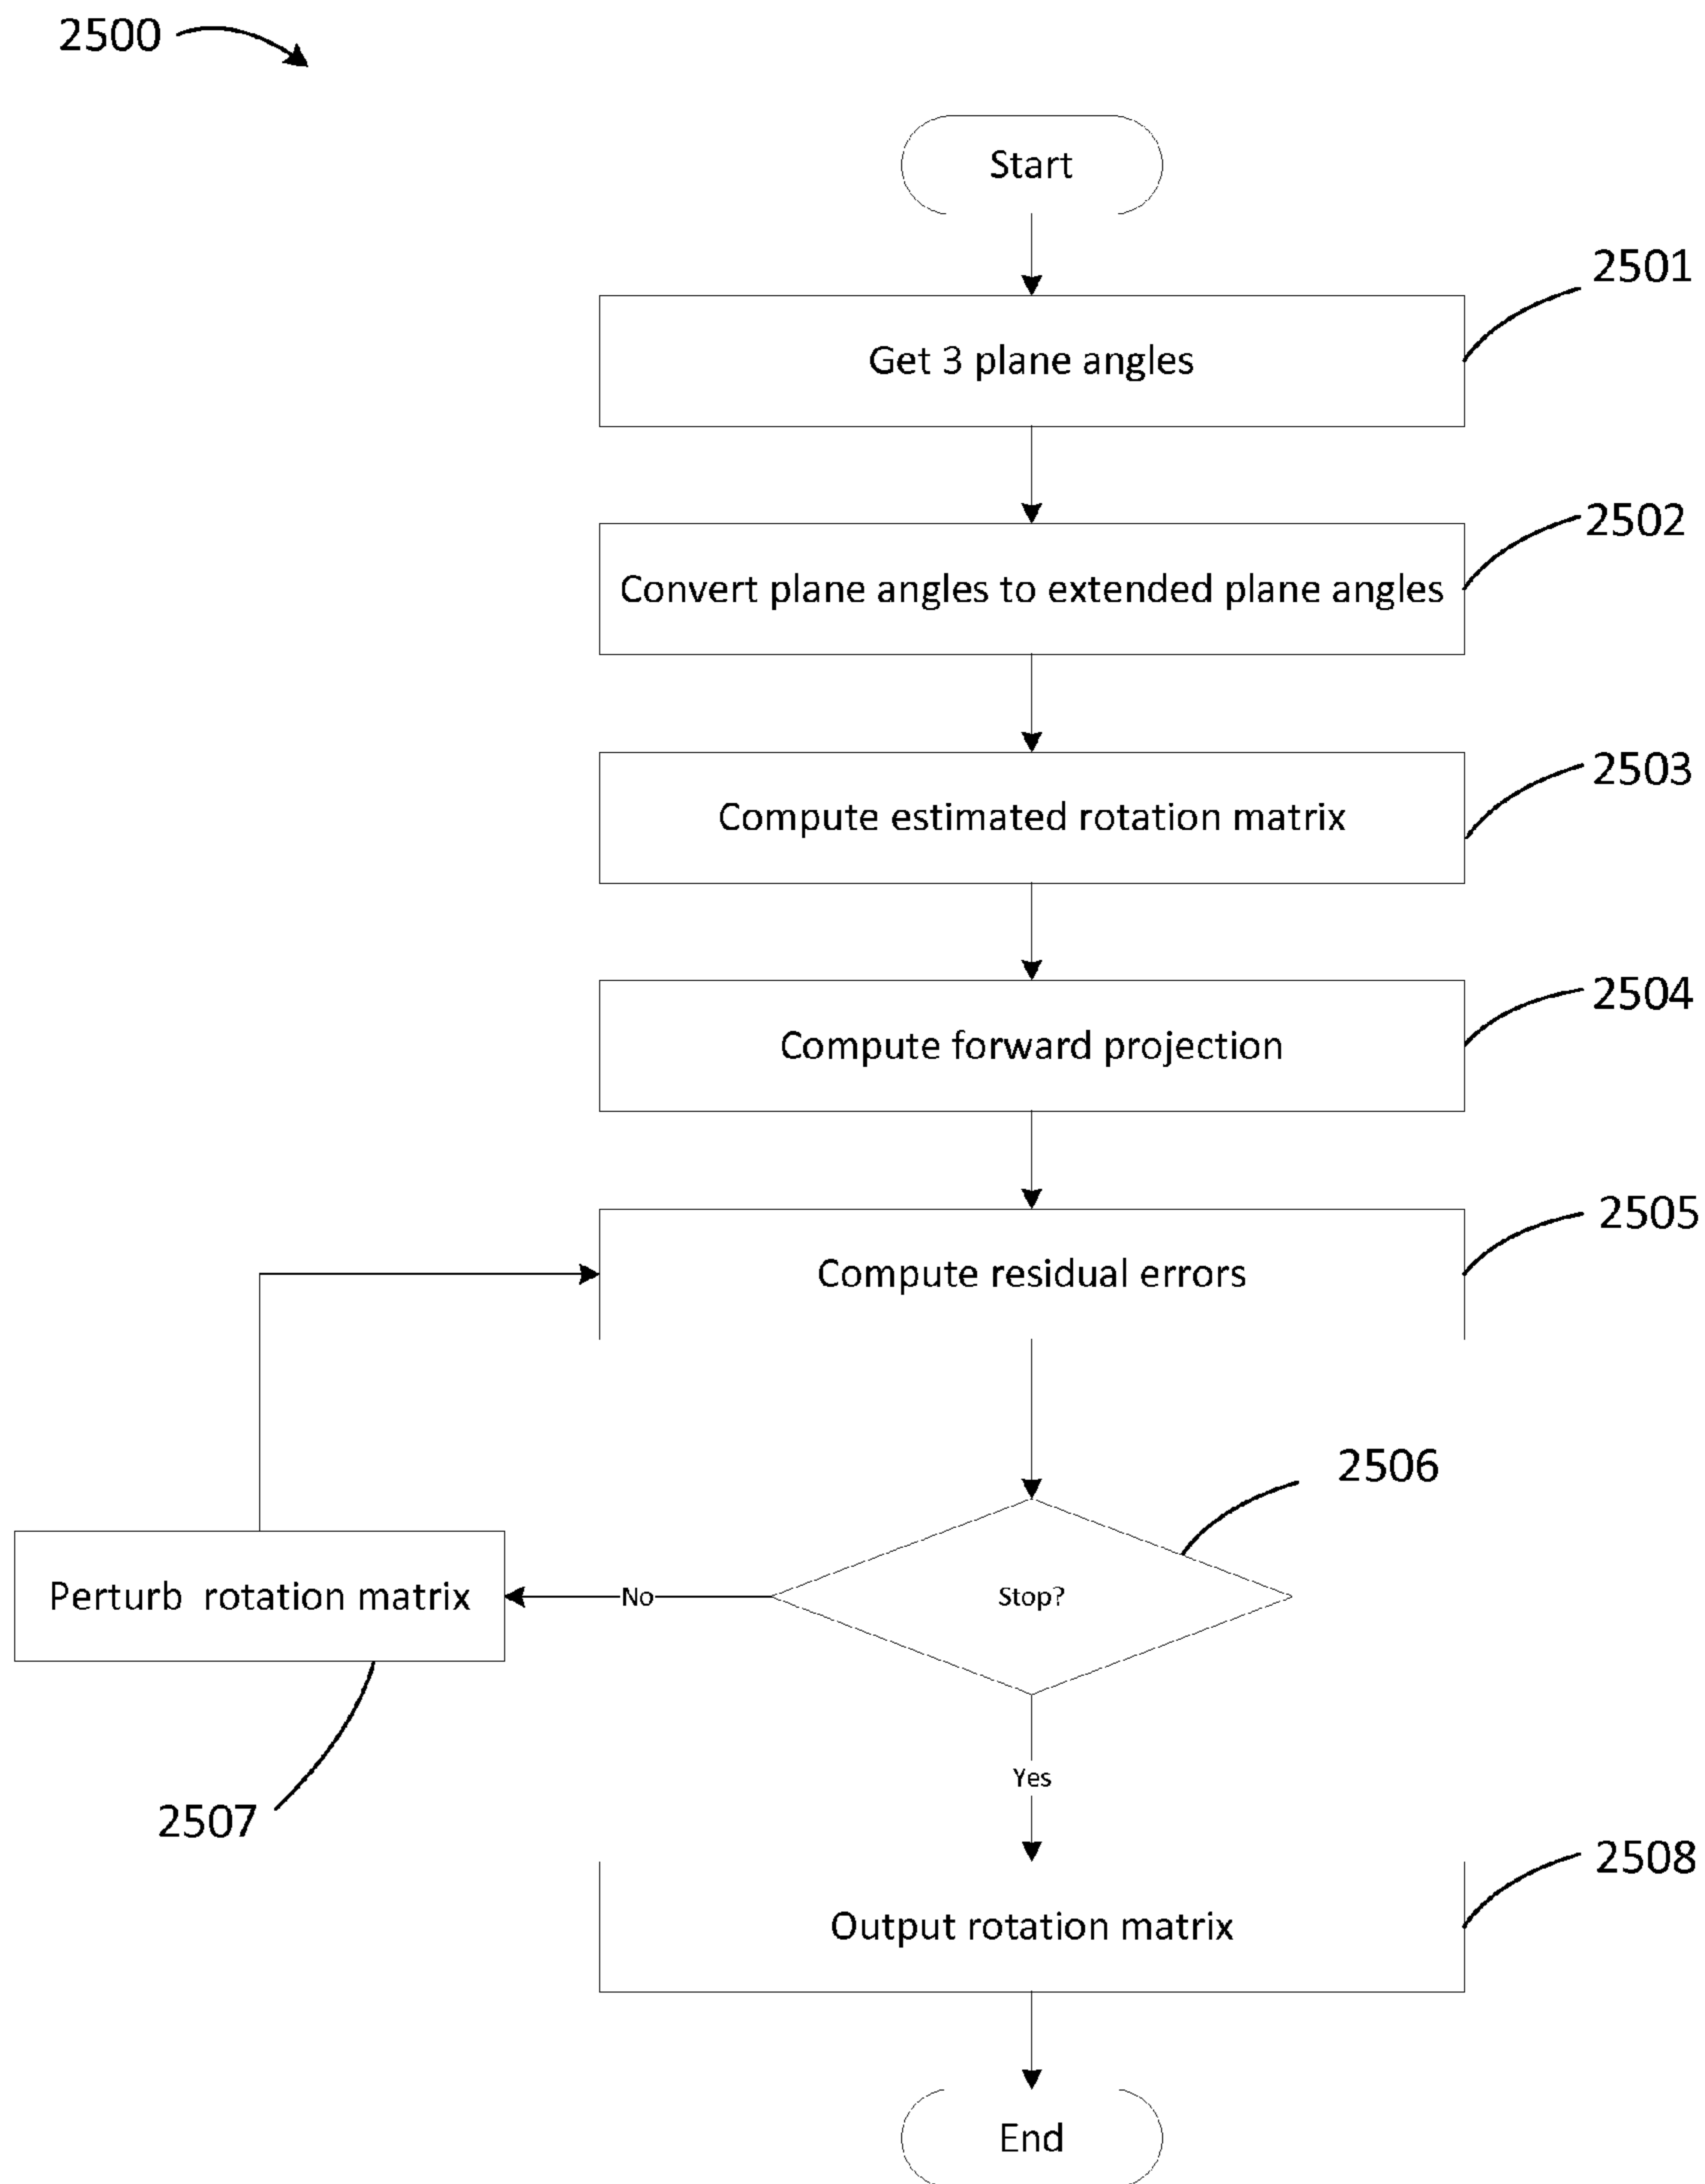 2500
Start
2501
Get 3 plane angles
2502
Convert plane angles to extended plane angles
2503
Compute estimated rotation matrix
2504
Compute forward projection
2505
Compute residual errors
2506
Stop?
No
Perturb rotation matrix
2507
Yes
2508
Output rotation matrix
End